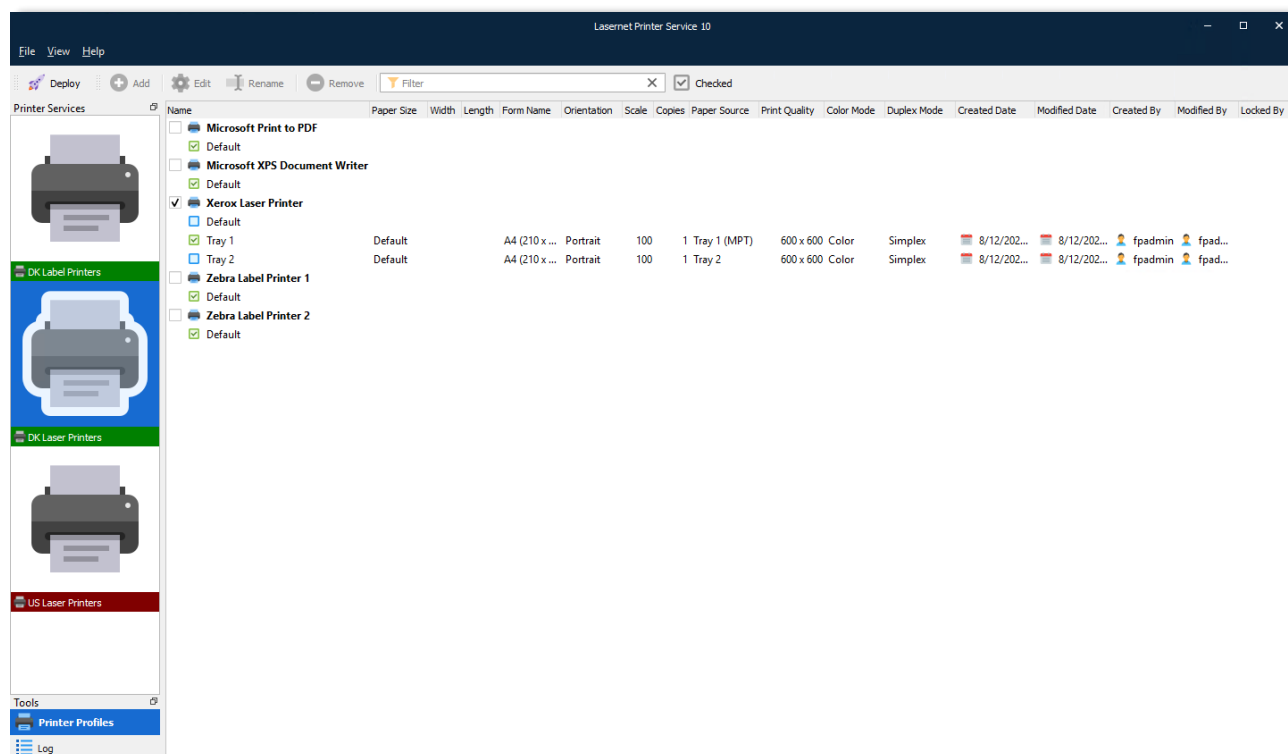 Lasernet Printer Service 10
File View Help
Deploy Add Edit Rename Remove Filter Checked
Printer Services
DK Label Printers
DK Laser Printers
US Laser Printers
Tools
Printer Profiles
Log
Name Paper Size Width Length Form Name Orientation Scale Copies Paper Source Print Quality Color Mode Duplex Mode Created Date Modified Date Created By Modified By Locked By
Microsoft Print to PDF
Default
Microsoft XPS Document Writer
Default
Xerox Laser Printer
Default
Tray 1 Default A4 (210 x ... Portrait 100 1 Tray 1 (MPT) 600 x 600 Color Simplex 8/12/202... 8/12/202... fpadmin fpad...
Tray 2 Default A4 (210 x ... Portrait 100 1 Tray 2 600 x 600 Color Simplex 8/12/202... 8/12/202... fpadmin fpad...
Zebra Label Printer 1
Default
Zebra Label Printer 2
Default